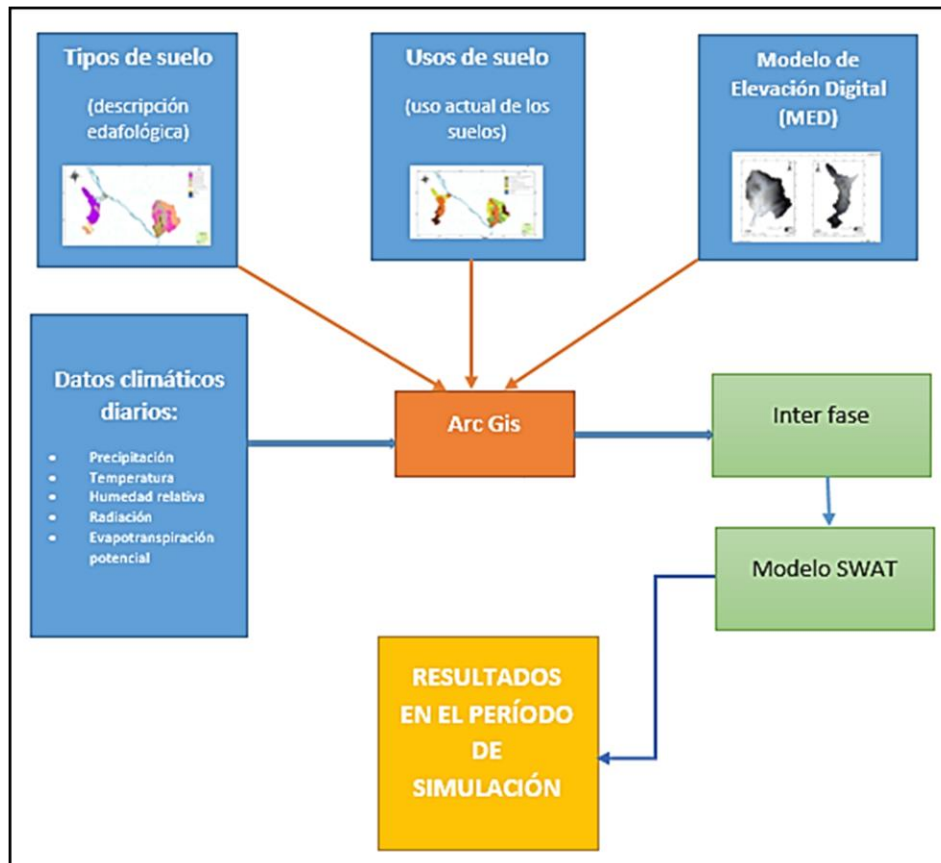 Tipos de suelo
(descripción
edafológica)
Usos de suelo
(uso actual de los
suelos)
Modelo de
Elevación Digital
(MED)
Datos climáticos
diarios:
• Precipitación
• Temperatura
• Humedad relativa
• Radiación
• Evapotranspiración
potencial
Arc Gis
Inter fase
Modelo SWAT
RESULTADOS
EN EL PERÍODO
DE
SIMULACIÓN